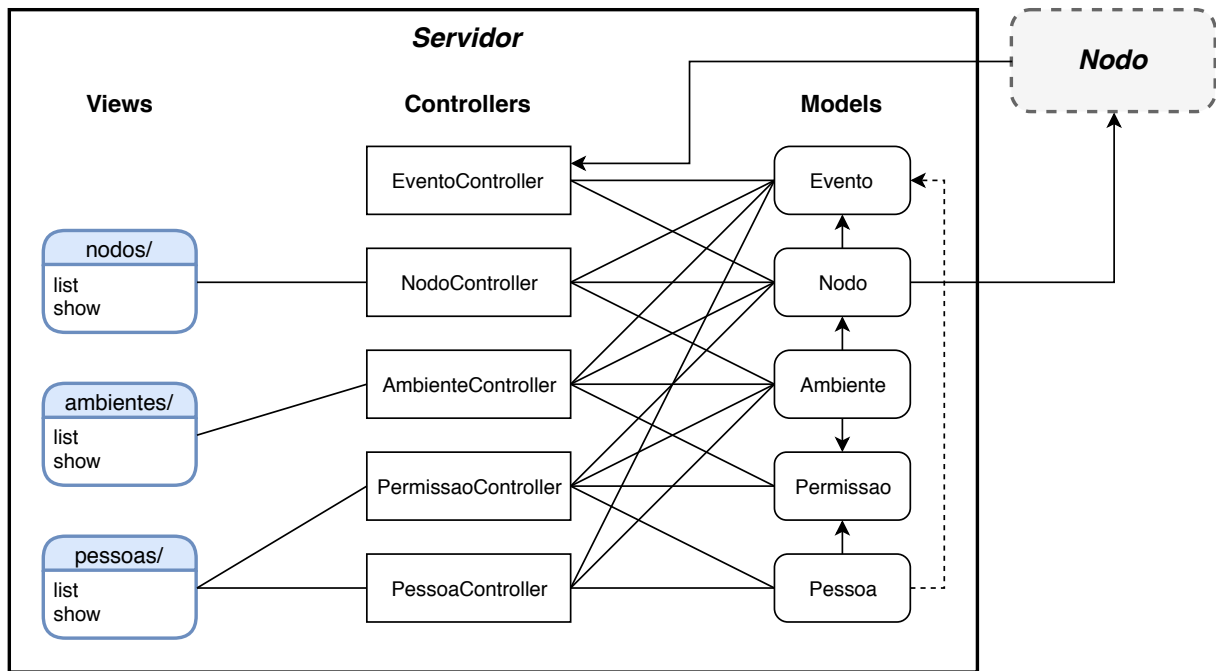 Servidor
Nodo
Views
Controllers
Models
EventoController
Evento
nodos/
list
show
NodoController
Nodo
ambientes/
list
show
AmbienteController
Ambiente
PermissaoController
Permissao
pessoas/
list
show
PessoaController
Pessoa